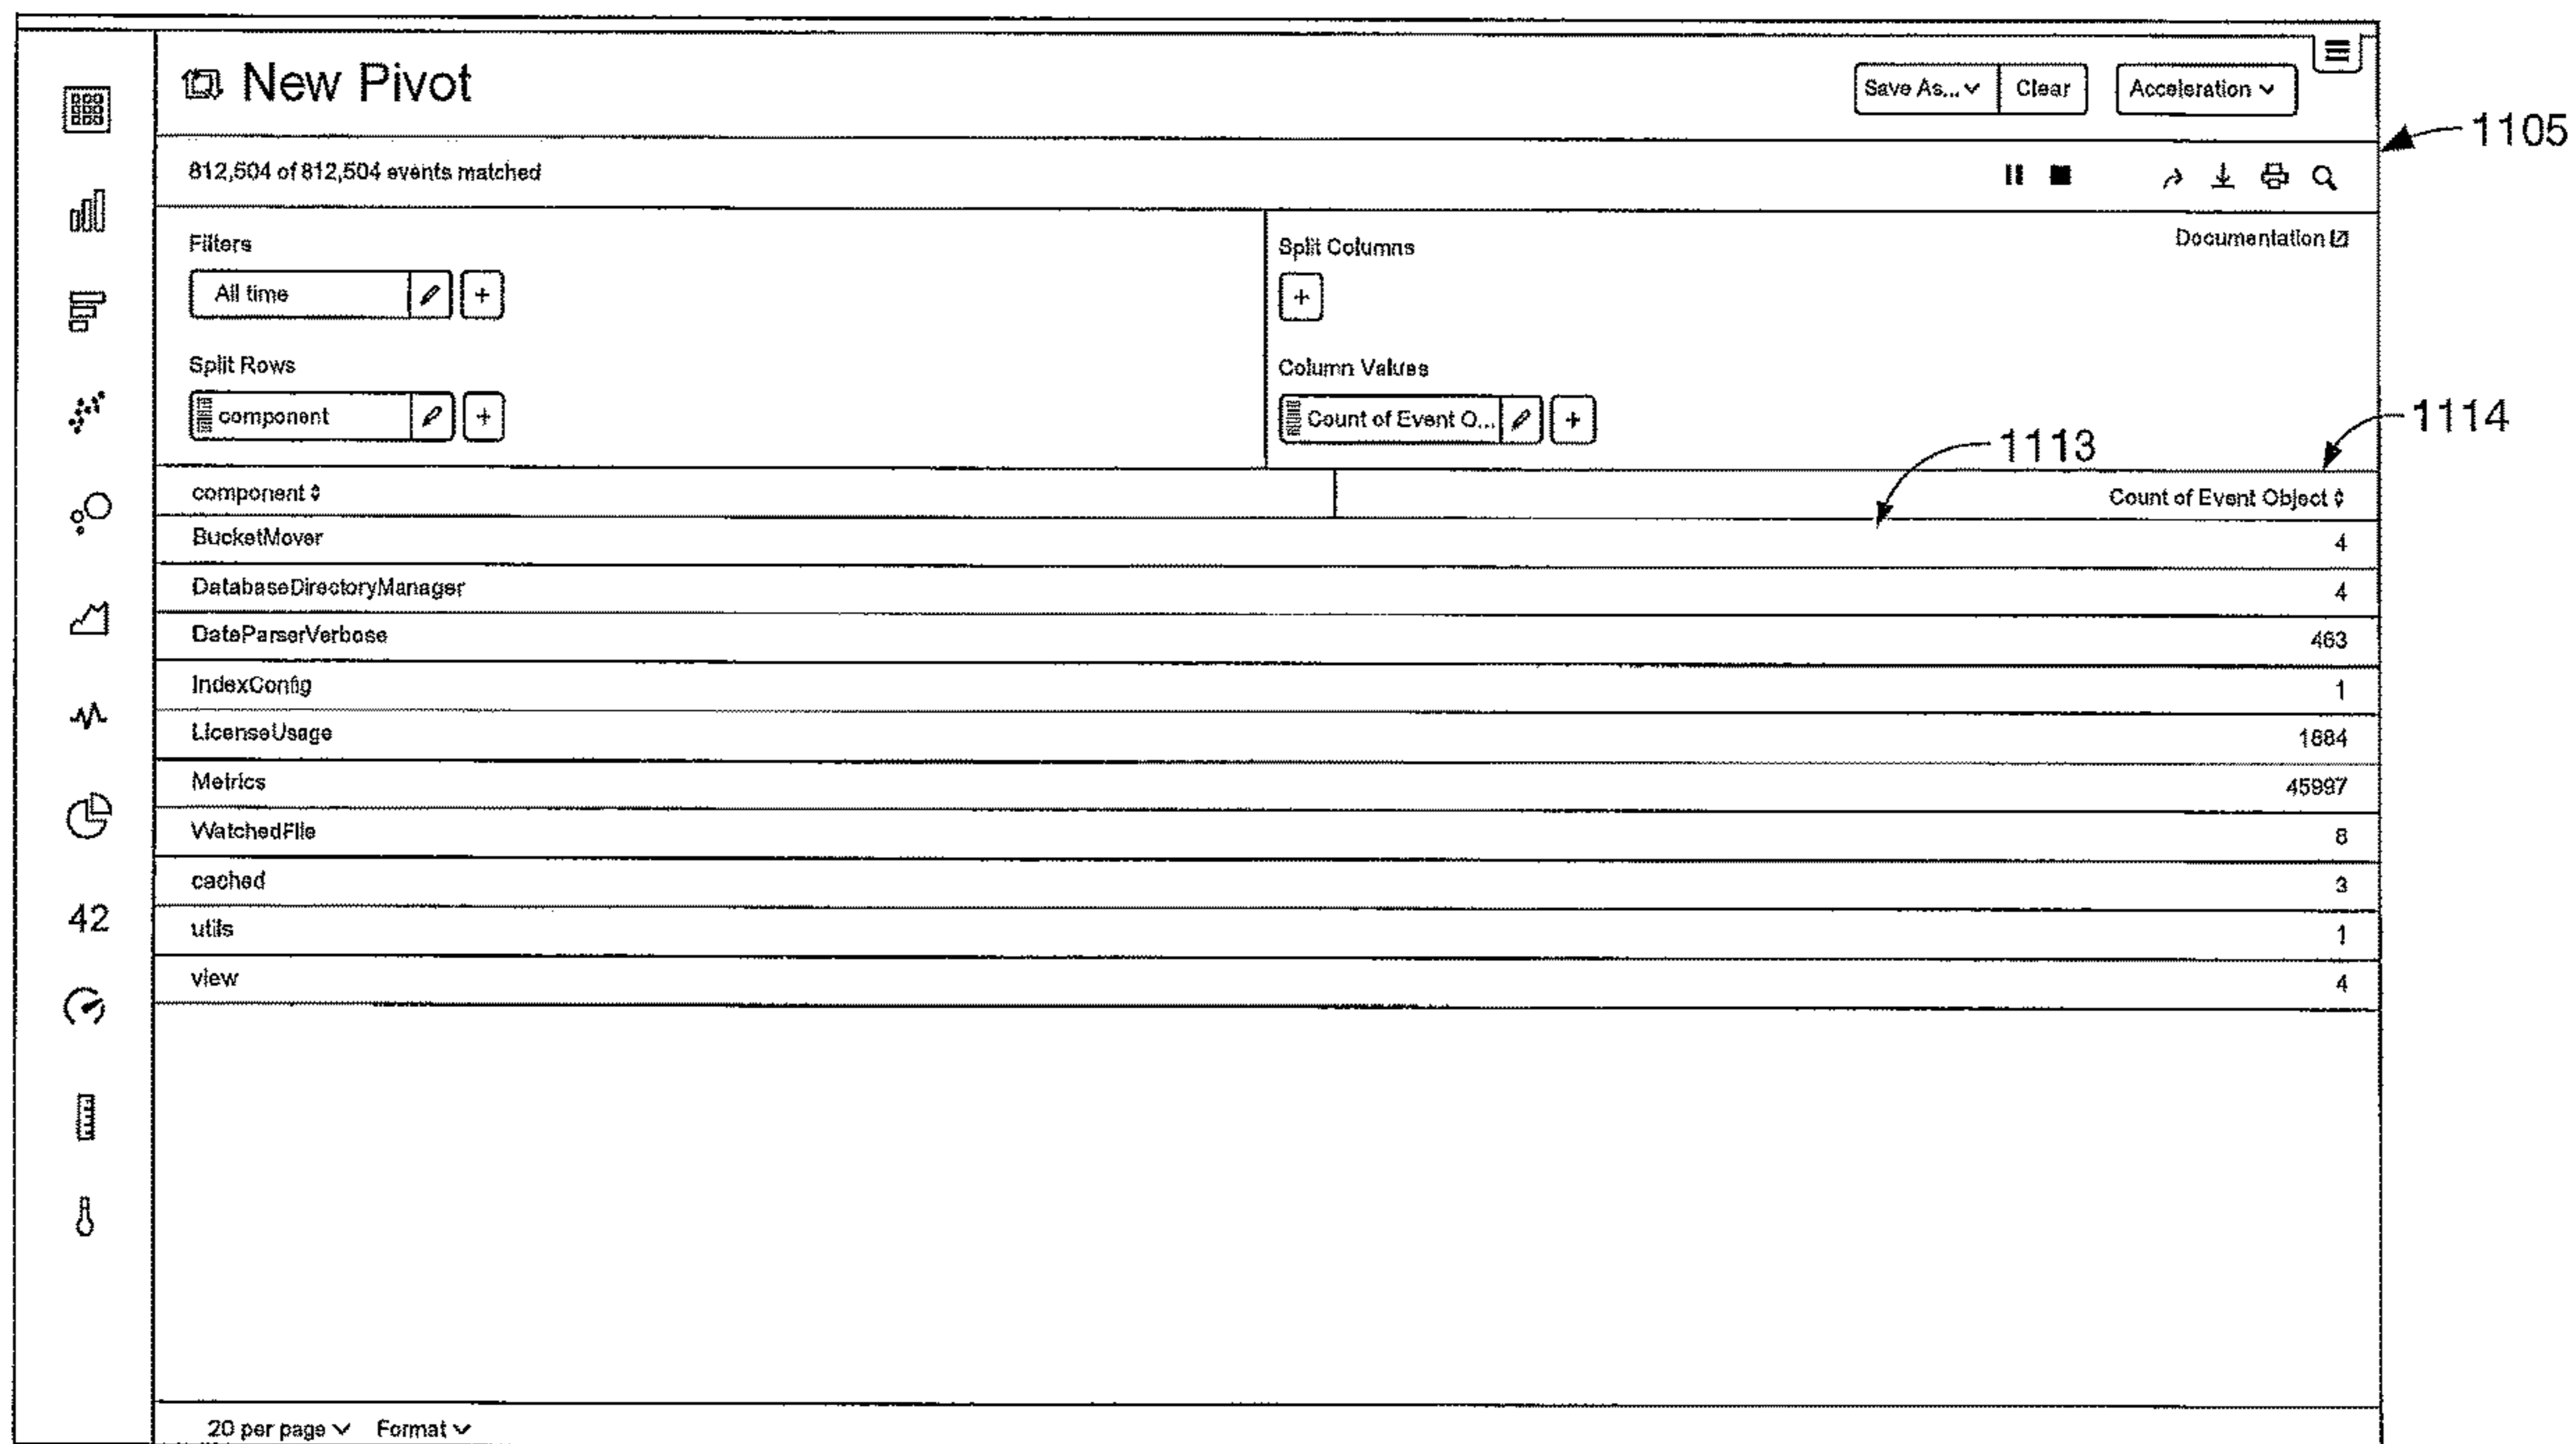 New Pivot
Save As... Clear Acceleration
1105
812,504 of 812,504 events matched
Filters
Split Columns
Documentation
All time
+
+
Split Rows
Column Values
component
+
Count of Event O...
+
1114
1113
component
Count of Event Object
BucketMover 4
DatabaseDirectoryManager 4
DateParserVerbose 463
IndexConfig 1
LicenseUsage
Metrics 45997
WatchedFile 8
cached 3
42
utils 1
view 4
20 per page Format